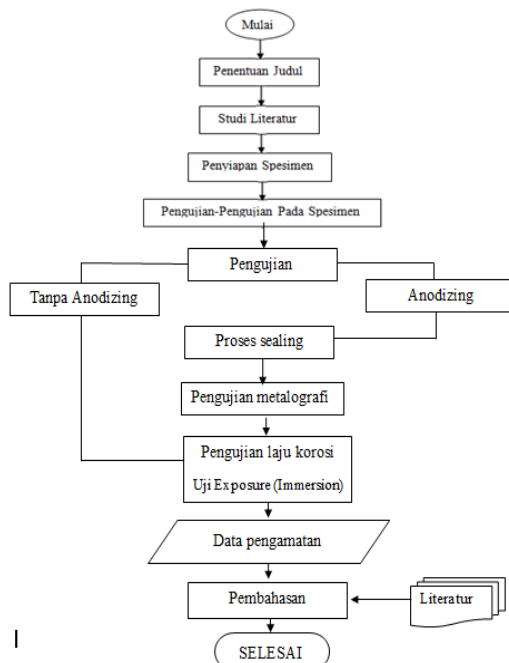 Mulai
Penentuan Judul
Studi Literatur
Penyiapan Spesimen
Pengujian-Pengujian Pada Spesimen
Pengujian
Tanpa Anodizing
Anodizing
Proses sealing
Pengujian metalografi
Pengujian laju korosi
Uji Exposure (Immersion)
Data pengamatan
Pembahasan
Literatur
SELESAI